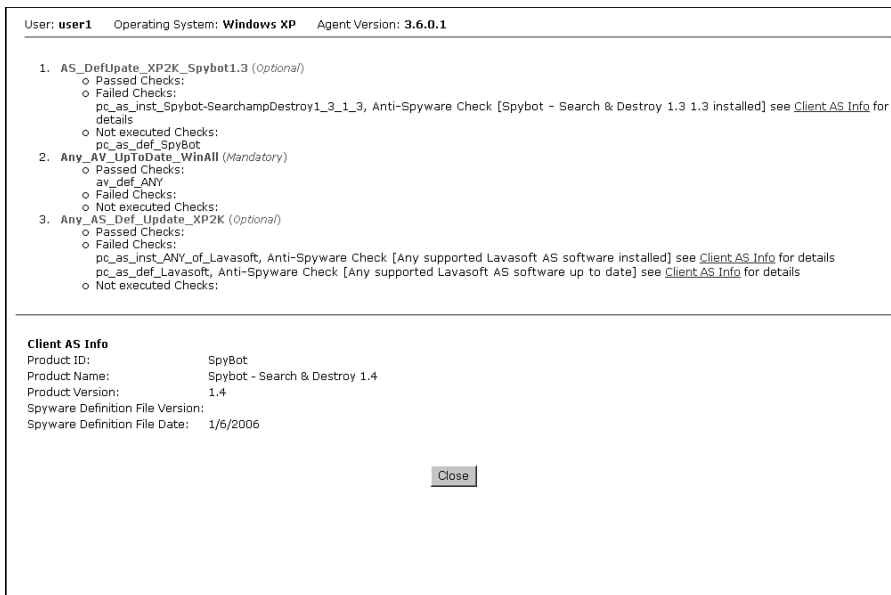 User: user1 Operating System: Windows XP Agent Version: 3.6.0.1
1. AS_DefUpate_XP2K_Spybot1.3 (Optional)
o Passed Checks:
o Failed Checks:
pc_as_inst_Spybot-SearchampDestroy1_3_1_3, Anti-Spyware Check [Spybot - Search & Destroy 1.3 1.3 installed] see Client AS Info for
details
o Not executed Checks:
pc_as_def_SpyBot
2. Any_AV_UpToDate_WinAll (Mandatory)
o Passed Checks:
av_def_ANY
o Failed Checks:
o Not executed Checks:
3. Any_AS_Def_Update_XP2K (Optional)
o Passed Checks:
o Failed Checks:
pc_as_inst_ANY_of_Lavasoft, Anti-Spyware Check [Any supported Lavasoft AS software installed] see Client AS Info for details
pc_as_def_Lavasoft, Anti-Spyware Check [Any supported Lavasoft AS software up to date] see Client AS Info for details
o Not executed Checks:
Client AS Info
Product ID: SpyBot
Product Name: Spybot - Search & Destroy 1.4
Product Version: 1.4
Spyware Definition File Version:
Spyware Definition File Date: 1/6/2006
Close